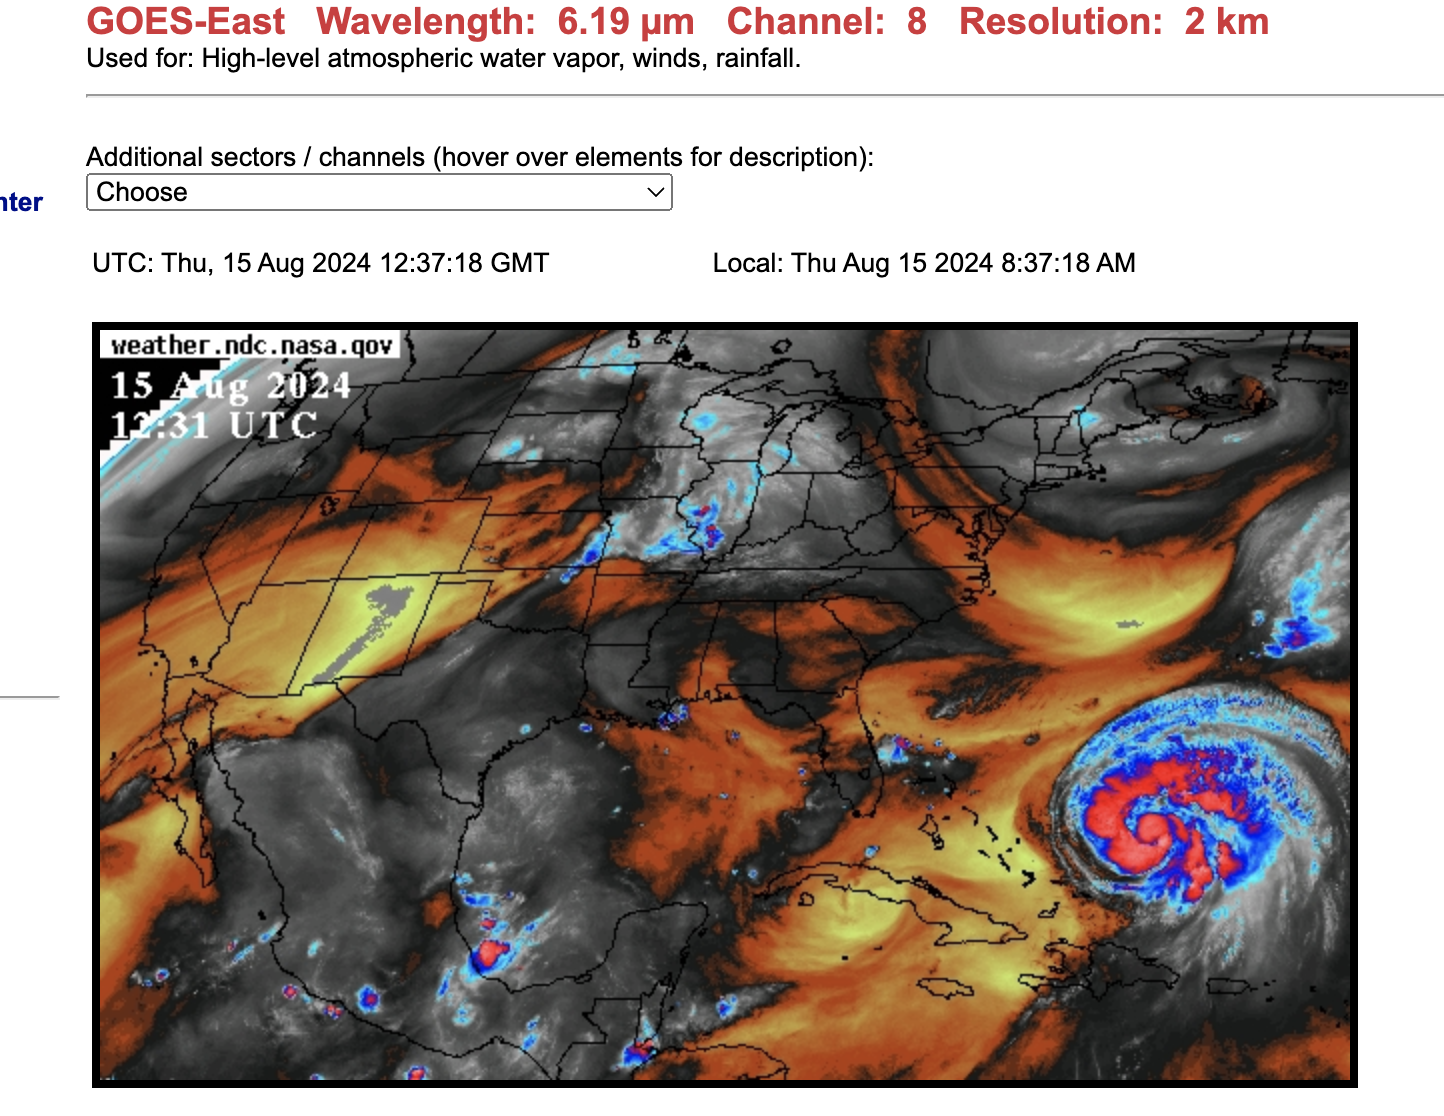 GOES-East Wavelength: 6.19 µm Channel: 8 Resolution: 2 km
Used for: High-level atmospheric water vapor, winds, rainfall.
Additional sectors / channels (hover over elements for description):
Choose
nter
UTC: Thu, 15 Aug 2024 12:37:18 GMT Local: Thu Aug 15 2024 8:37:18 AM
weather.ndc.nasa.gov
15 Aug 2024
12:31 UTC